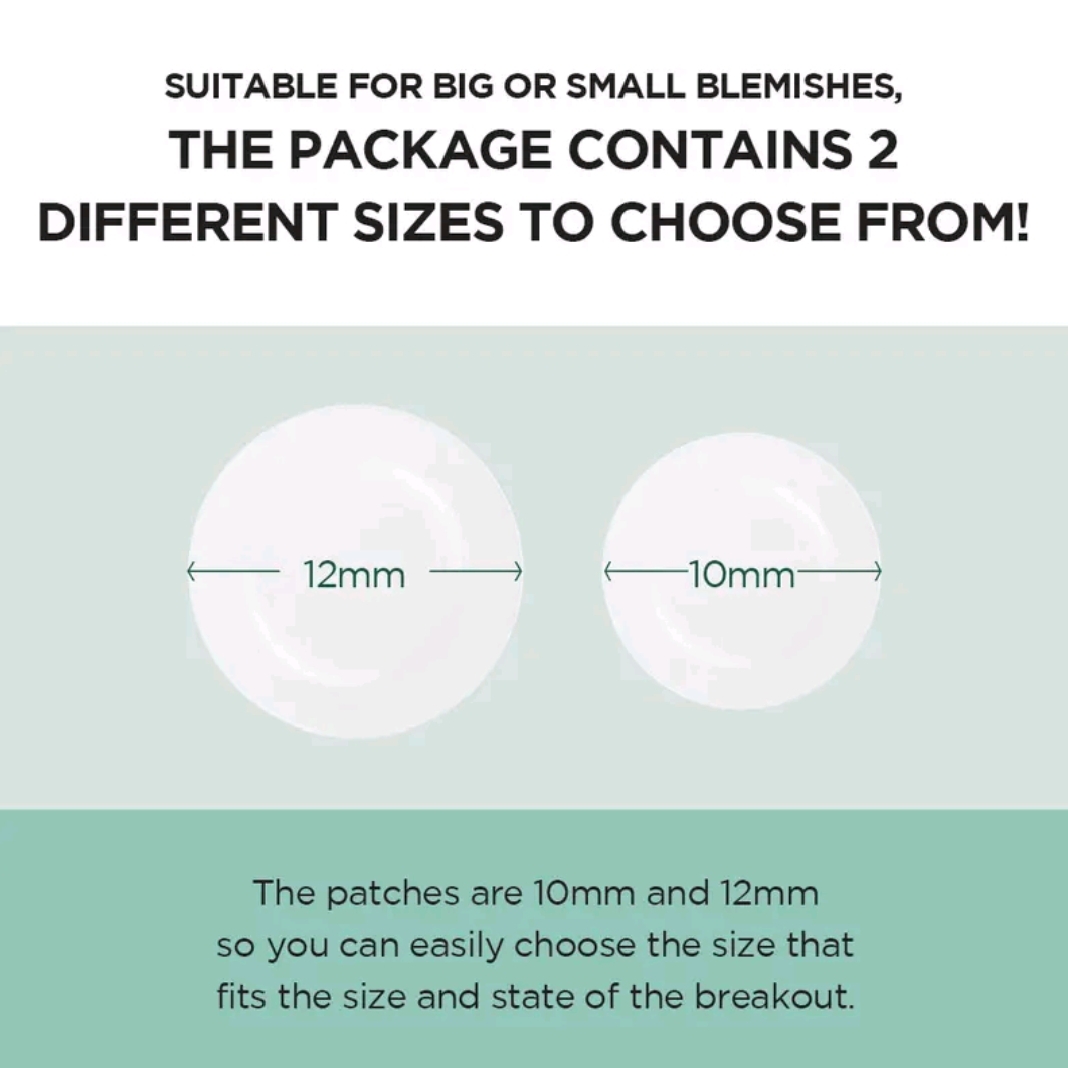 SUITABLE FOR BIG OR SMALL BLEMISHES,
THE PACKAGE CONTAINS 2
DIFFERENT SIZES TO CHOOSE FROM!
12mm
10mm
The patches are 10mm and 12mm
so you can easily choose the size that
fits the size and state of the breakout.